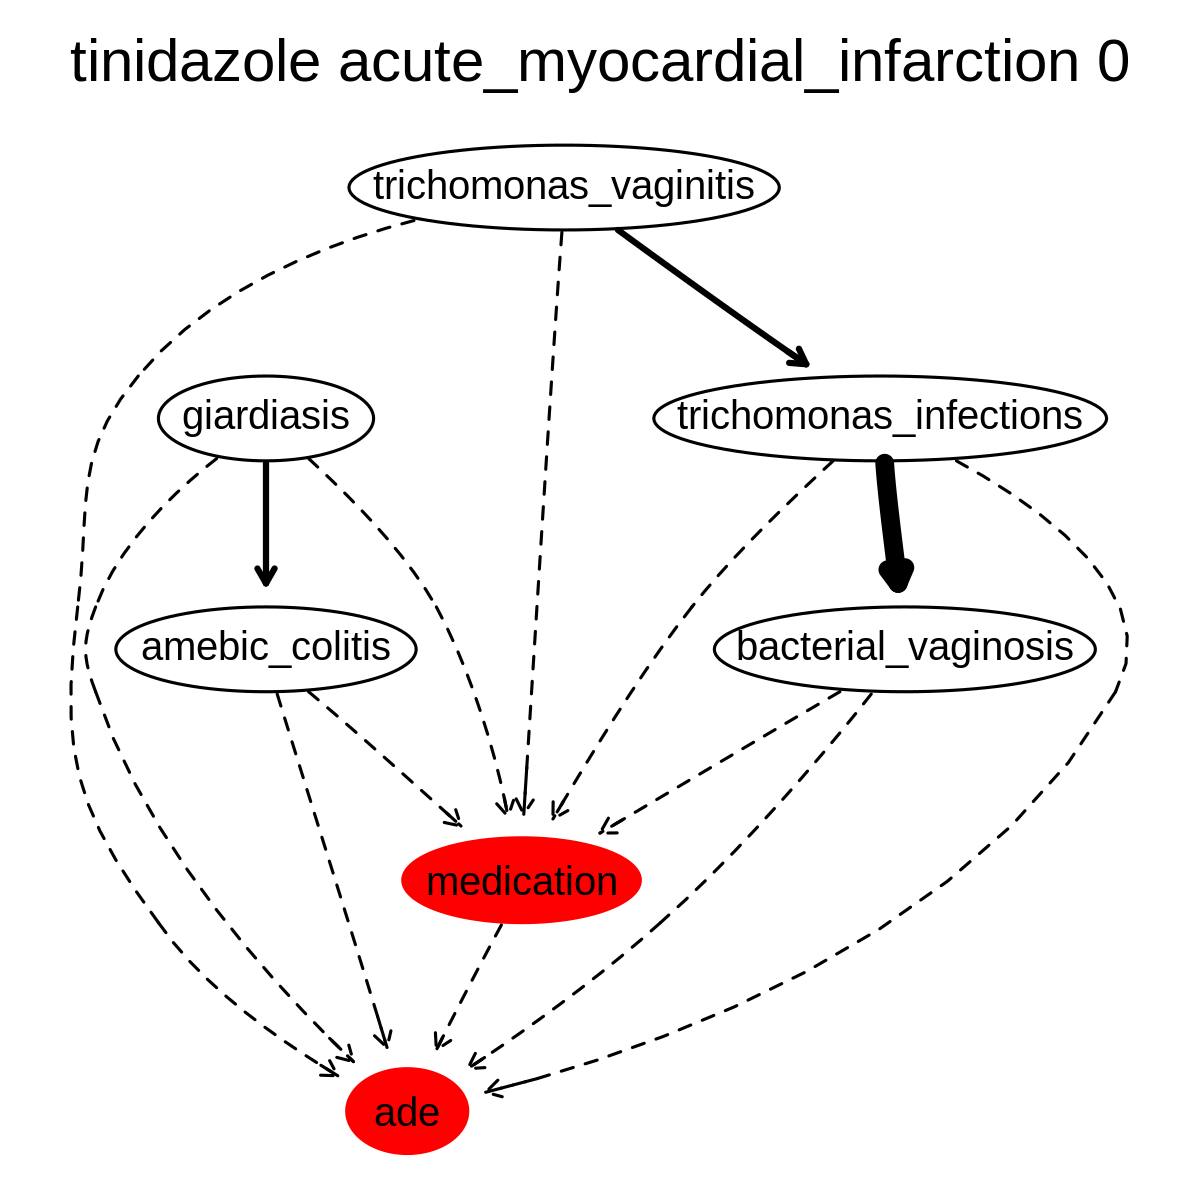 tinidazole acute_myocardial_infarction 0
trichomonas_vaginitis
giardiasis
trichomonas_infections
amebic_colitis
bacterial_vaginosis
medication
ade